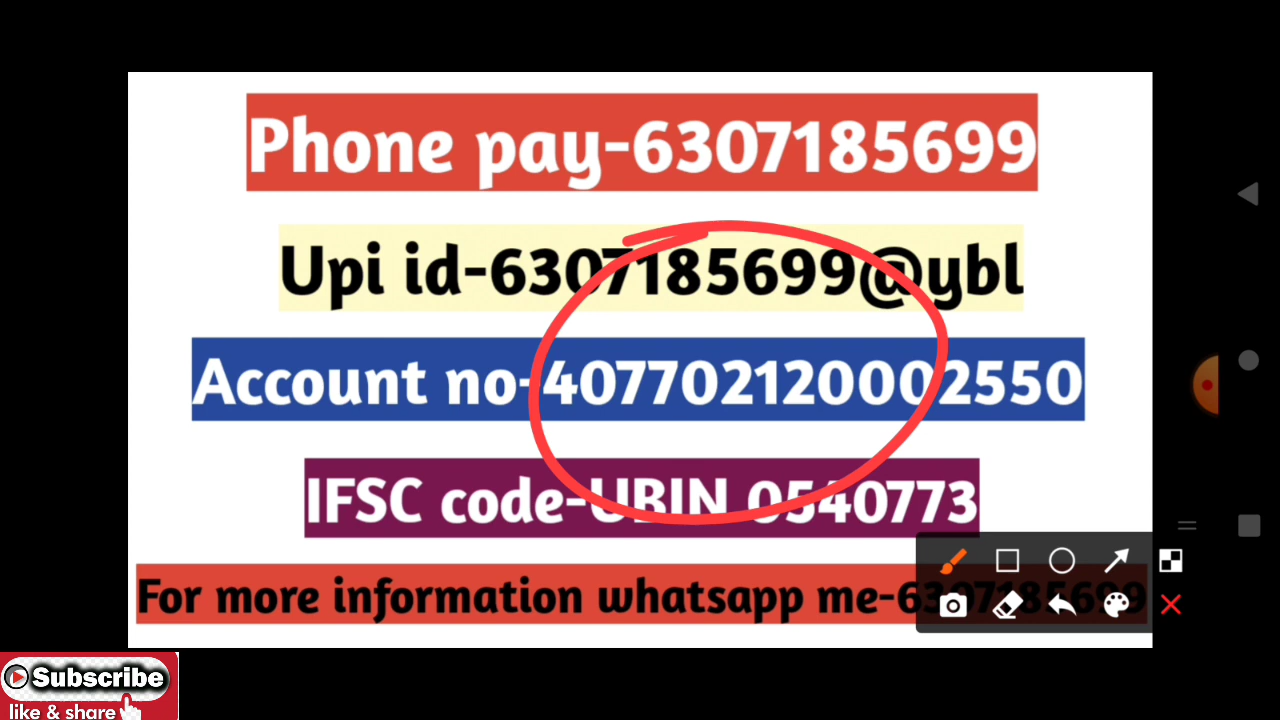 Phone pay-6307185699
Upi id-6307185699@ybl
Account no-407702120002550
IFSC code-UBIN 0540773
For more information whatsapp me-6307185699
Subscribe
like & share